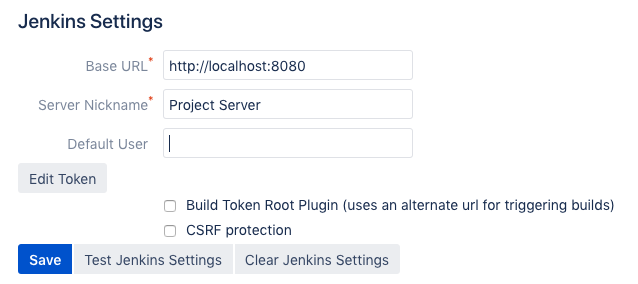 Jenkins Settings
Base URL* http://localhost:8080
Server Nickname* Project Server
Default User
Edit Token
Build Token Root Plugin (uses an alternate url for triggering builds)
CSRF protection
Save Test Jenkins Settings Clear Jenkins Settings